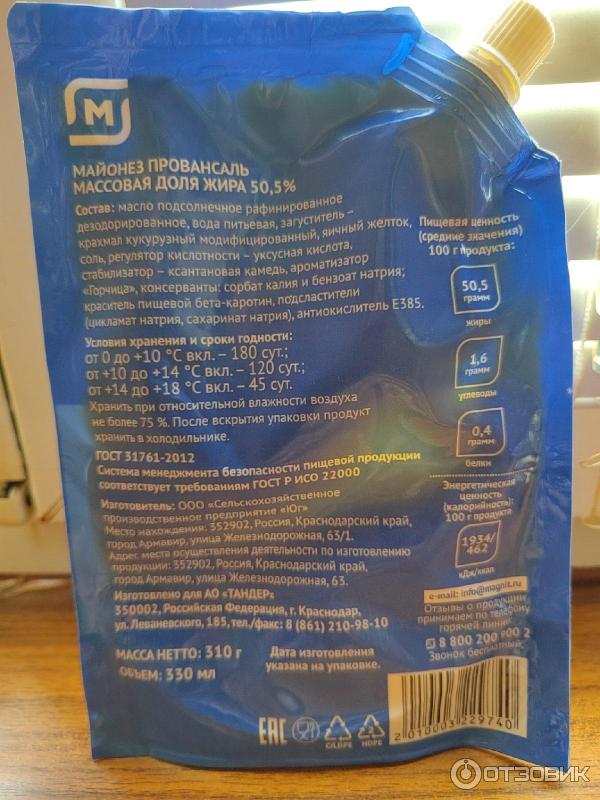 М
МАЙОНЕЗ ПРОВАНСАЛЬ
МАССОВАЯ ДОЛЯ ЖИРА 50,5%
Состав: масло подсолнечное рафинированное
дезодорированное, вода питьевая, загуститель –
крахмал кукурузный модифицированный, яичный желток,
соль, регулятор кислотности – уксусная кислота,
стабилизатор – ксантановая камедь, ароматизатор
«Горчица», консерванты: сорбат калия и бензоат натрия;
краситель пищевой бета-каротин, подсластители
(цикламат натрия, сахаринат натрия), антиокислитель Е385.
Условия хранения и сроки годности:
от 0 до +10 °С вкл. – 180 сут.;
от +10 до +14 °С вкл. – 120 сут.;
от +14 до +18 °С вкл. – 45 сут.
Хранить при относительной влажности воздуха
не более 75 %. После вскрытия упаковки продукт
хранить в холодильнике.
ГОСТ 31761-2012
Система менеджмента безопасности пищевой продукции
соответствует требованиям ГОСТ Р ИСО 22000
Изготовитель: ООО «Сельскохозяйственное
производственное предприятие «Юг»
Место нахождения: 352902, Россия, Краснодарский край,
город Армавир, улица Железнодорожная, 63/1.
Адрес места осуществления деятельности по изготовлению
продукции: 352902, Россия, Краснодарский край,
город Армавир, улица Железнодорожная, 63.
Изготовлено для АО «ТАНДЕР»
350002, Российская Федерация, г. Краснодар,
ул. Леваневского, 185, тел./факс: 8 (861) 210-98-10
МАССА НЕТТО: 310 г
ОБЪЕМ: 330 мл
Дата изготовления
указана на упаковке.
Пищевая ценность
(средние значения)
100 г продукта:
50,5
грамм
жиры
1,6
грамм
углеводы
0,4
грамм
белки
Энергетическая
ценность
(калорийность):
100 г продукта
1934/
462
кДж/ккал
e-mail: info@magnit.ru
Отзывы о продукции
принимаем по телефону
горячей линии:
8 800 200 900 2
Звонок бесплатный
EAC
C/LDPE
2
HDPE
2 010003 229740
ОТЗОВИК